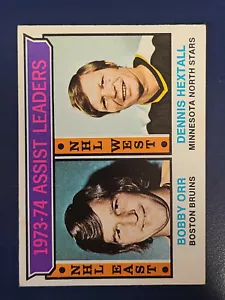 1973-74 ASSIST LEADERS
NHL EAST
BOBBY ORR
BOSTON BRUINS
NHL WEST
DENNIS HEXTALL
MINNESOTA NORTH STARS